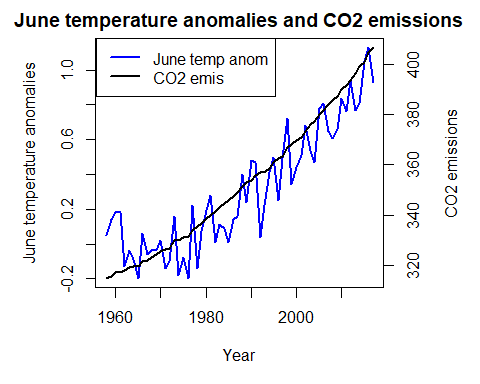 June temperature anomalies and CO2 emissions
June temp anom
CO2 emis
June temperature anomalies
-0.2 0.2 0.6 1.0
CO2 emissions
320 340 360 380 400
1960 1980 2000
Year